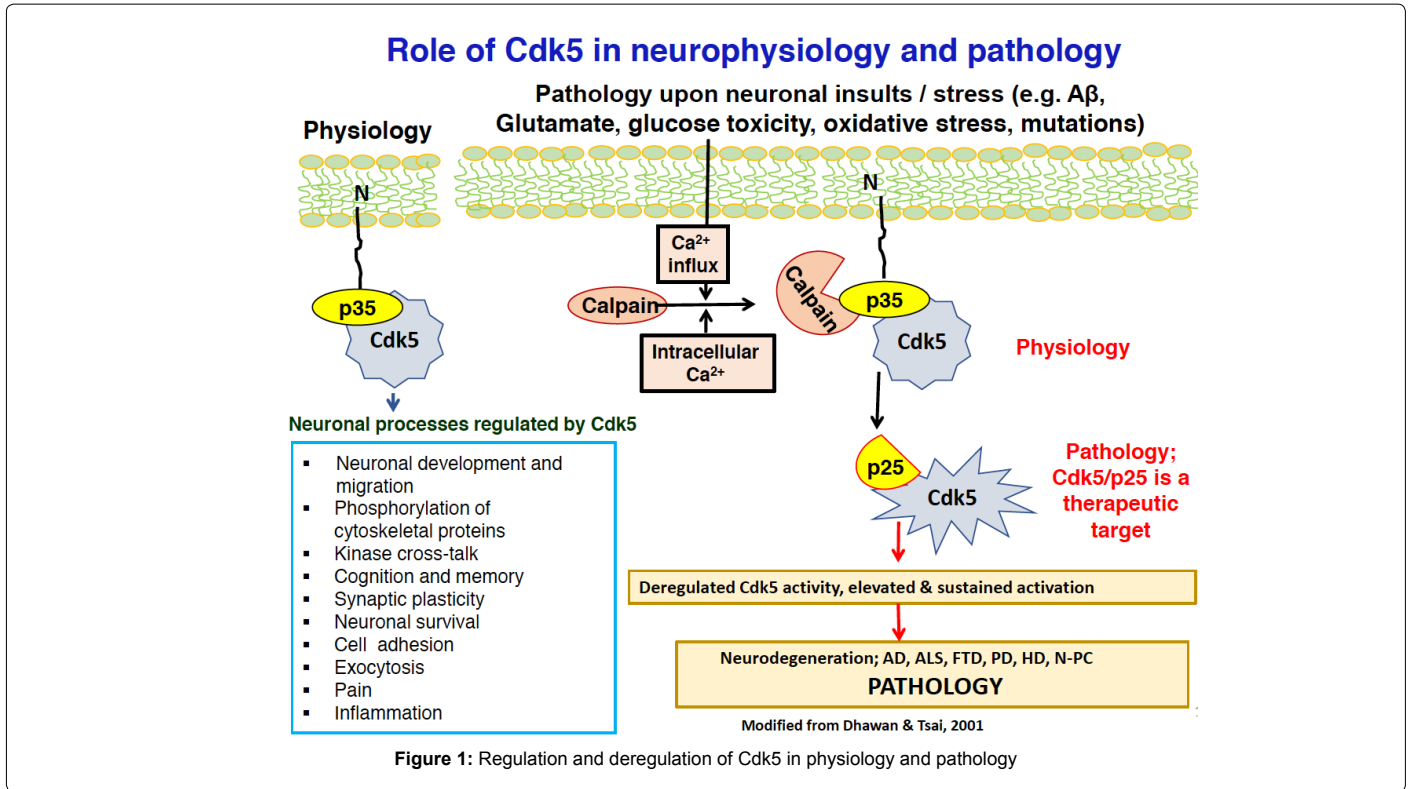 Role of Cdk5 in neurophysiology and pathology
Pathology upon neuronal insults / stress (e.g. Aβ,
Glutamate, glucose toxicity, oxidative stress, mutations)
Physiology
N
p35
Cdk5
Neuronal processes regulated by Cdk5
▪ Neuronal development and
migration
▪ Phosphorylation of
cytoskeletal proteins
▪ Kinase cross-talk
▪ Cognition and memory
▪ Synaptic plasticity
▪ Neuronal survival
▪ Cell adhesion
▪ Exocytosis
▪ Pain
▪ Inflammation
Ca²⁺
influx
Calpain
Intracellular
Ca²⁺
N
Calpain
p35
Cdk5
Physiology
p25
Cdk5
Pathology;
Cdk5/p25 is a
therapeutic
target
Deregulated Cdk5 activity, elevated & sustained activation
Neurodegeneration; AD, ALS, FTD, PD, HD, N-PC
PATHOLOGY
Modified from Dhawan & Tsai, 2001
Figure 1: Regulation and deregulation of Cdk5 in physiology and pathology